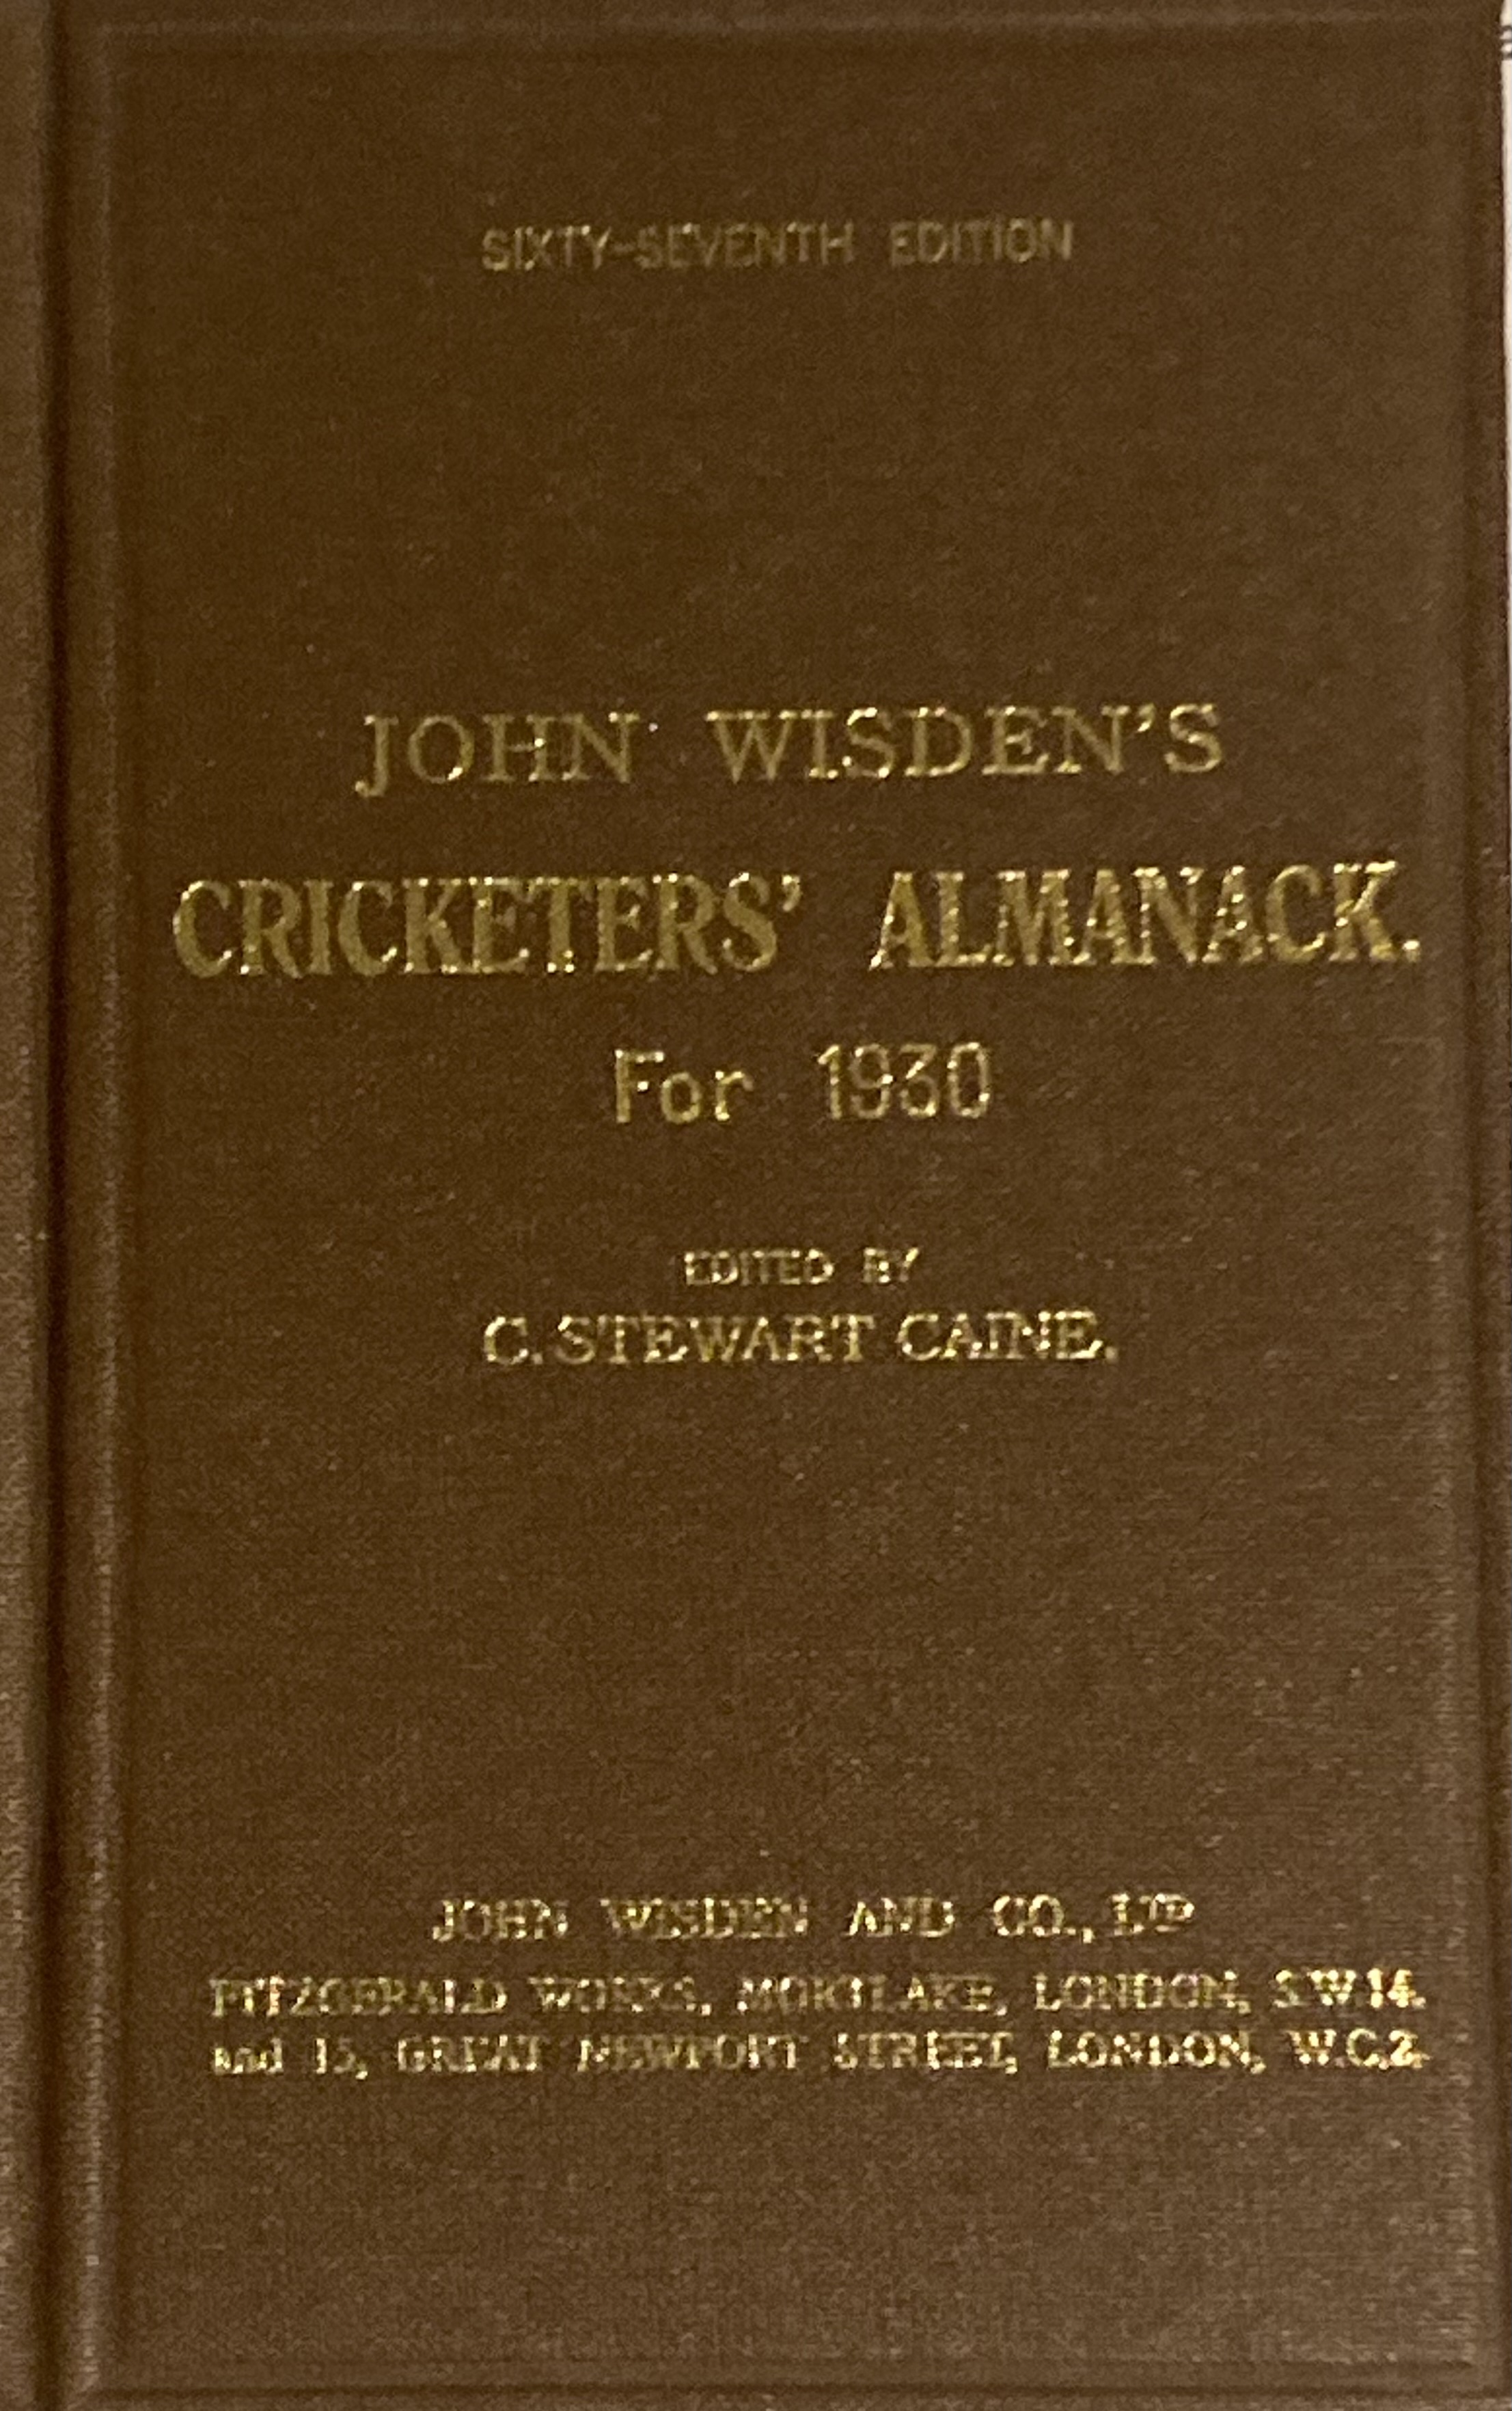 SIXTY-SEVENTH EDITION
JOHN WISDEN'S
CRICKETERS' ALMANACK.
For 1930
EDITED BY
C. STEWART CAINE.
JOHN WISDEN AND CO., LTD
FITZGERALD WORKS, MORTLAKE, LONDON, S.W.14.
and 15, GREAT NEWPORT STREET, LONDON, W.C.2.